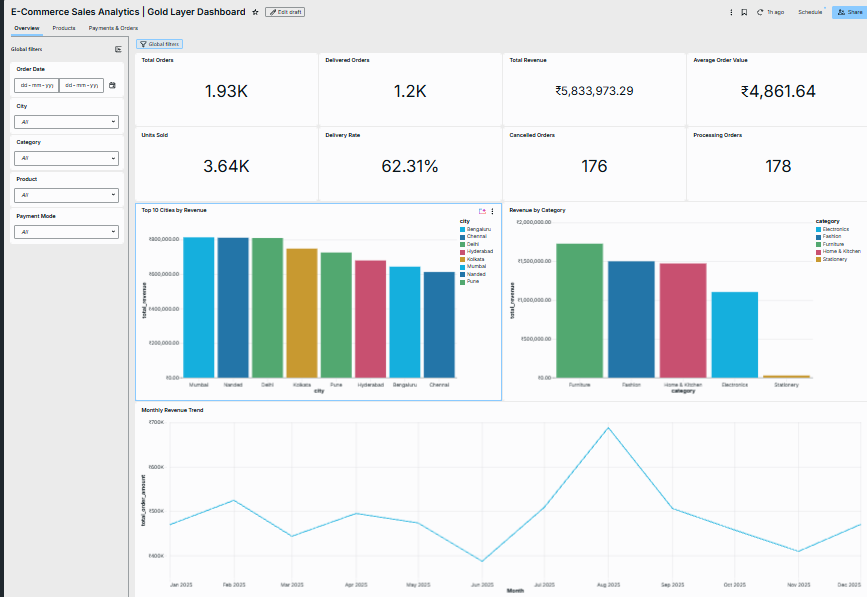 E-Commerce Sales Analytics | Gold Layer Dashboard
Edit draft
1h ago
Schedule
Share
Overview
Products
Payments & Orders
Global filters
Global filters
Order Date
dd - mm - yyyy
dd - mm - yyyy
City
All
Category
All
Product
All
Payment Mode
All
Total Orders
1.93K
Delivered Orders
1.2K
Total Revenue
₹5,833,973.29
Average Order Value
₹4,861.64
Units Sold
3.64K
Delivery Rate
62.31%
Cancelled Orders
176
Processing Orders
178
Top 10 Cities by Revenue
total_revenue
₹800,000.00
₹600,000.00
₹400,000.00
₹200,000.00
₹0.00
Mumbai
Nanded
Delhi
Kolkata
Pune
Hyderabad
Bengaluru
Chennai
city
city
Bengaluru
Chennai
Delhi
Hyderabad
Kolkata
Mumbai
Nanded
Pune
Revenue by Category
total_revenue
₹2,000,000.00
₹1,500,000.00
₹1,000,000.00
₹500,000.00
₹0.00
Furniture
Fashion
Home & Kitchen
Electronics
Stationery
category
category
Electronics
Fashion
Furniture
Home & Kitchen
Stationery
Monthly Revenue Trend
total_order_amount
₹700K
₹600K
₹500K
₹400K
Jan 2025
Feb 2025
Mar 2025
Apr 2025
May 2025
Jun 2025
Jul 2025
Aug 2025
Sep 2025
Oct 2025
Nov 2025
Dec 2025
Month